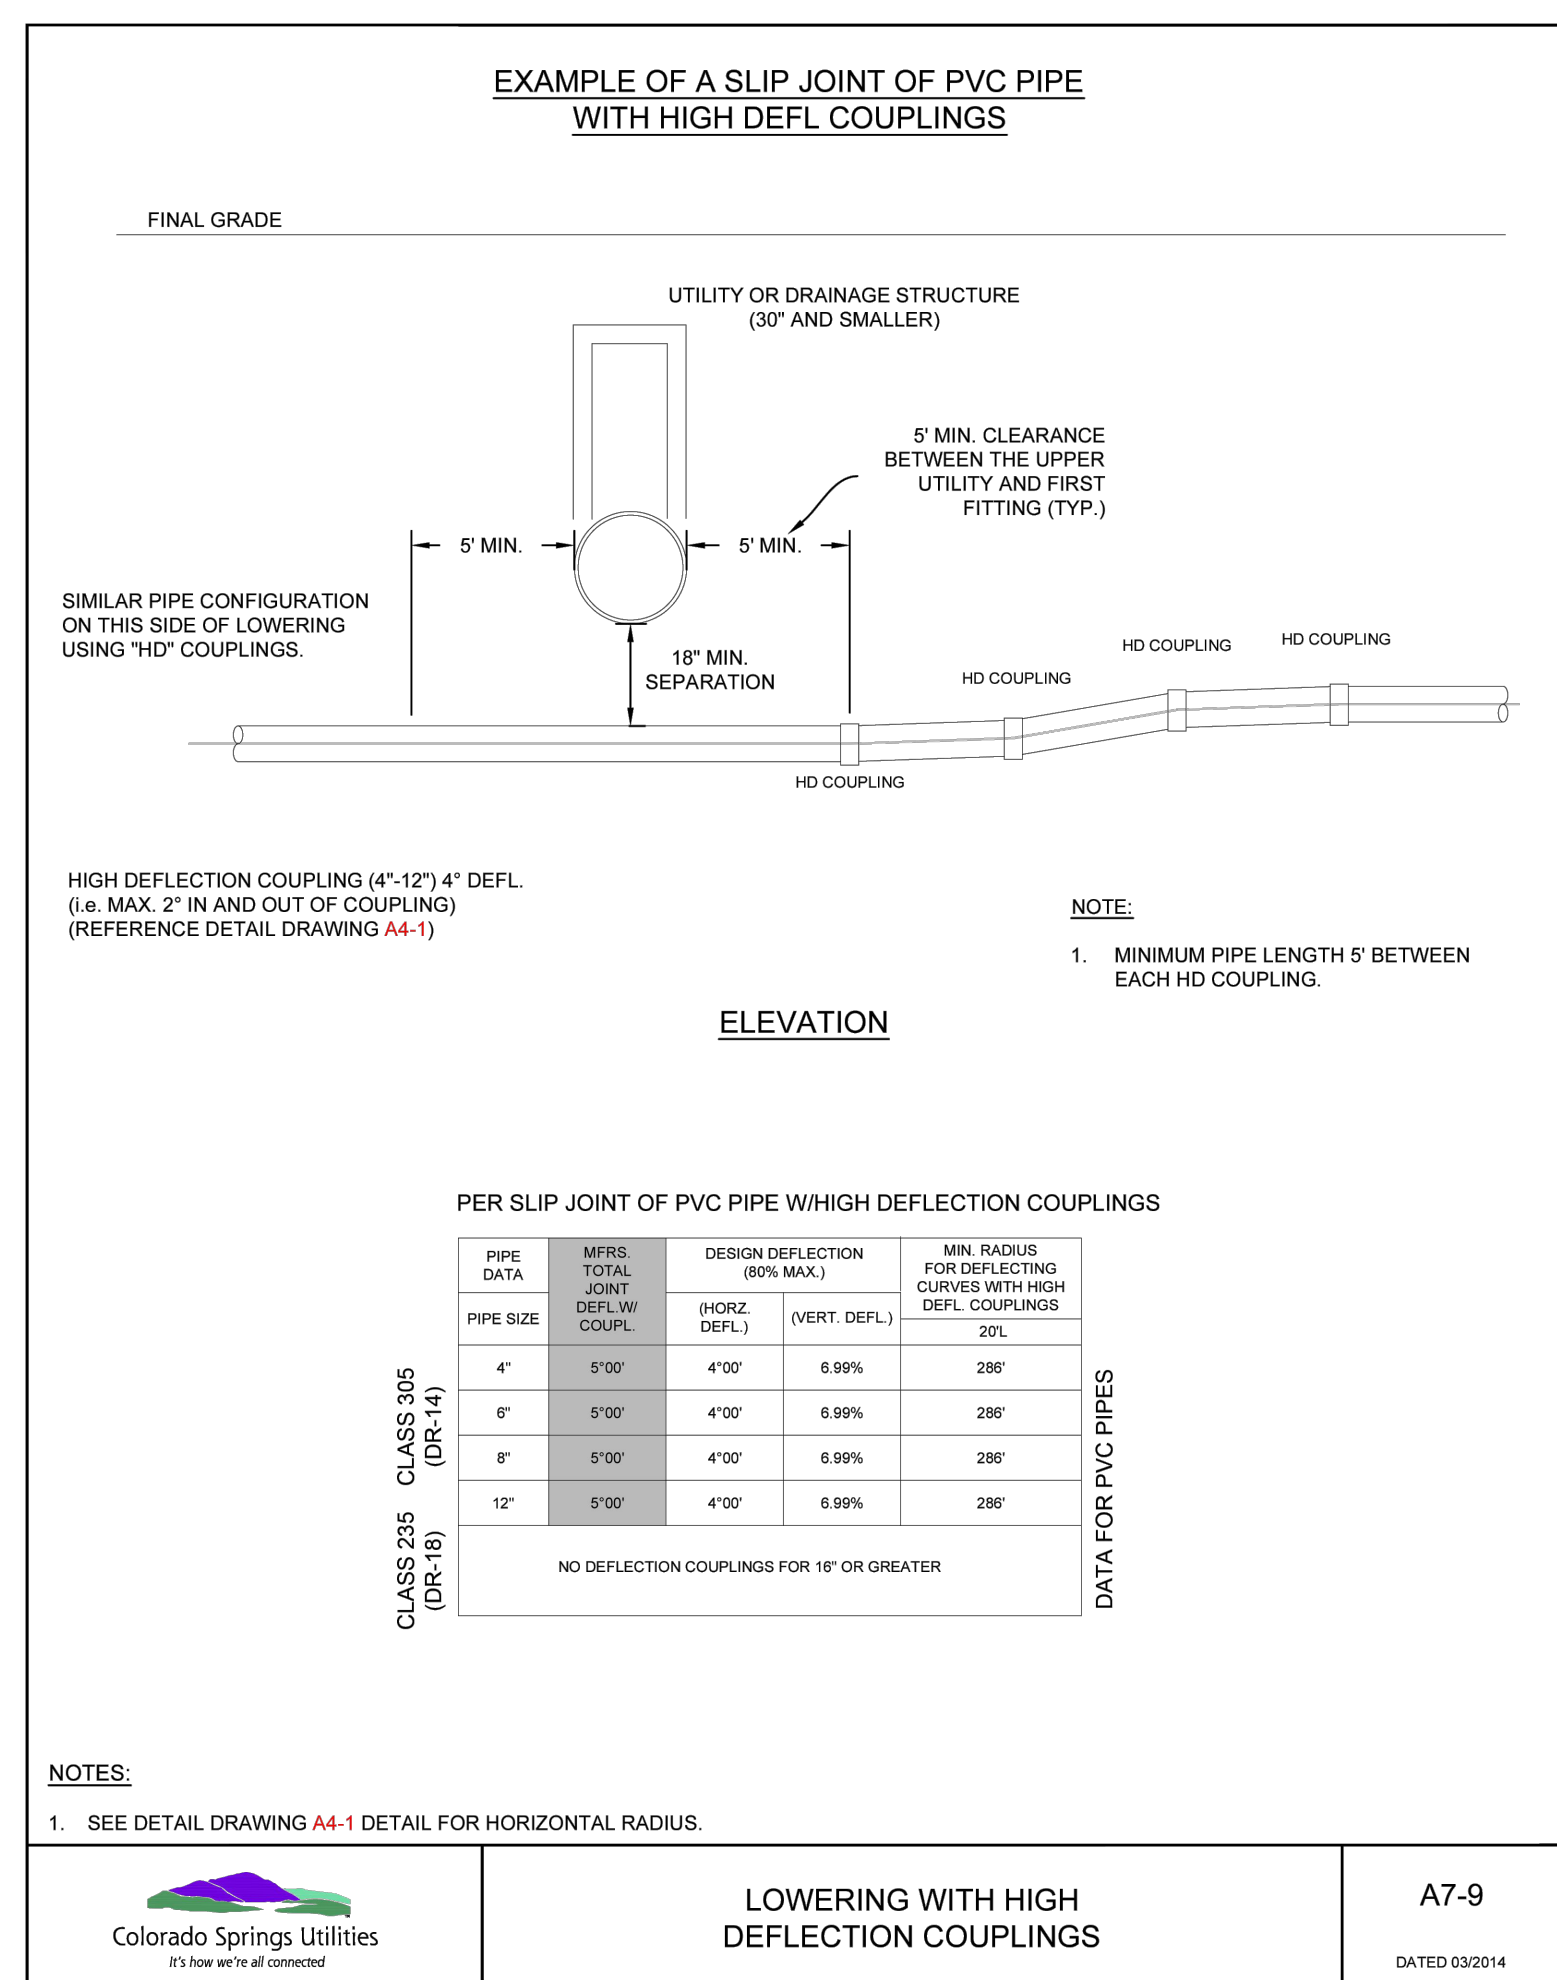 EXAMPLE OF A SLIP JOINT OF PVC PIPE
WITH HIGH DEFL COUPLINGS
FINAL GRADE
UTILITY OR DRAINAGE STRUCTURE
(30" AND SMALLER)
5' MIN. CLEARANCE
BETWEEN THE UPPER
UTILITY AND FIRST
FITTING (TYP.)
5' MIN.
5' MIN.
SIMILAR PIPE CONFIGURATION
ON THIS SIDE OF LOWERING
USING "HD" COUPLINGS.
18" MIN.
SEPARATION
HD COUPLING
HD COUPLING
HD COUPLING
HD COUPLING
HIGH DEFLECTION COUPLING (4"-12") 4° DEFL.
(i.e. MAX. 2° IN AND OUT OF COUPLING)
(REFERENCE DETAIL DRAWING A4-1)
NOTE:
1. MINIMUM PIPE LENGTH 5' BETWEEN
EACH HD COUPLING.
ELEVATION
PER SLIP JOINT OF PVC PIPE W/HIGH DEFLECTION COUPLINGS
PIPE
DATA
PIPE SIZE
MFRS.
TOTAL
JOINT
DEFL.W/
COUPL.
DESIGN DEFLECTION
(80% MAX.)
(HORZ.
DEFL.)
(VERT. DEFL.)
MIN. RADIUS
FOR DEFLECTING
CURVES WITH HIGH
DEFL. COUPLINGS
20'L
4" 5°00' 4°00' 6.99% 286'
6" 5°00' 4°00' 6.99% 286'
8" 5°00' 4°00' 6.99% 286'
12" 5°00' 4°00' 6.99% 286'
NO DEFLECTION COUPLINGS FOR 16" OR GREATER
CLASS 305
(DR-14)
CLASS 235
(DR-18)
DATA FOR PVC PIPES
NOTES:
1. SEE DETAIL DRAWING A4-1 DETAIL FOR HORIZONTAL RADIUS.
Colorado Springs Utilities
It's how we're all connected
LOWERING WITH HIGH
DEFLECTION COUPLINGS
A7-9
DATED 03/2014